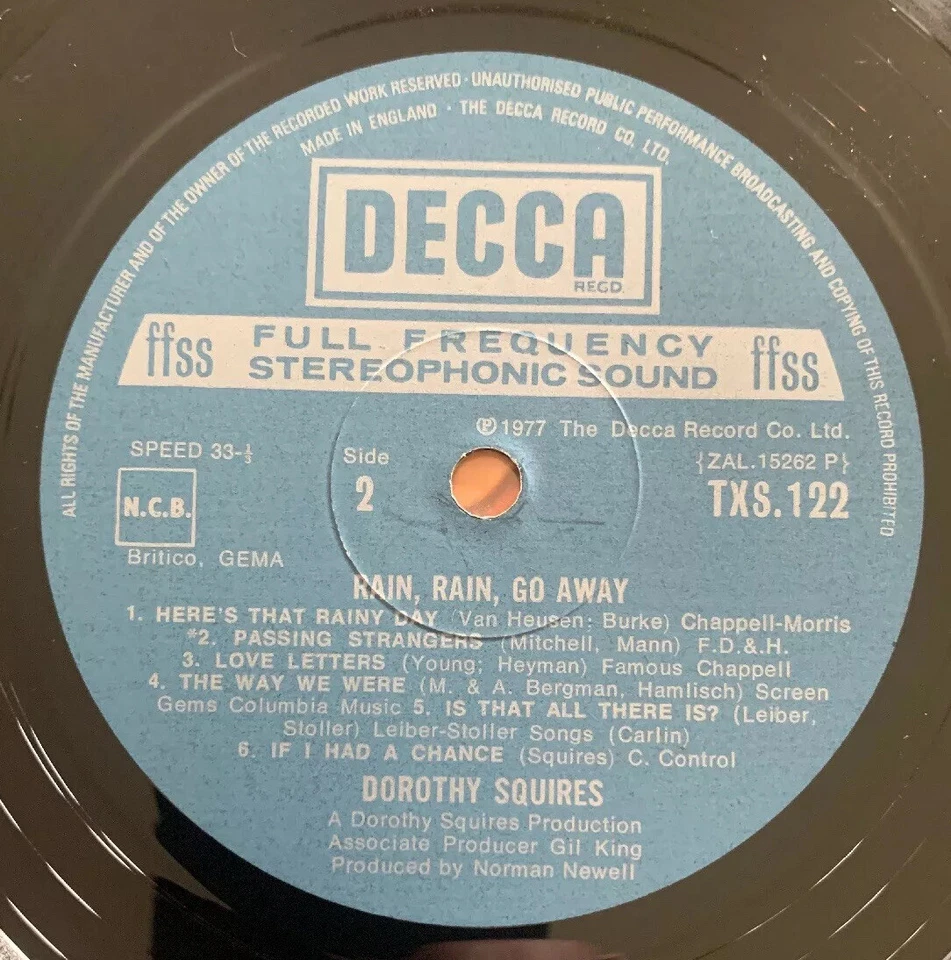 ALL RIGHTS OF THE MANUFACTURER AND OF THE OWNER OF THE RECORDED WORK RESERVED · UNAUTHORISED PUBLIC PERFORMANCE BROADCASTING AND COPYING OF THIS RECORD PROHIBITED
MADE IN ENGLAND · THE DECCA RECORD CO. LTD.
DECCA
REGD.
ffss FULL FREQUENCY ffss
STEREOPHONIC SOUND
Ⓟ 1977 The Decca Record Co. Ltd.
SPEED 33-⅓ Side {ZAL.15262 P}
N.C.B. 2 TXS.122
Britico, GEMA
RAIN, RAIN, GO AWAY
1. HERE'S THAT RAINY DAY (Van Heusen; Burke) Chappell-Morris
*2. PASSING STRANGERS (Mitchell, Mann) F.D.&H.
3. LOVE LETTERS (Young; Heyman) Famous Chappell
4. THE WAY WE WERE (M. & A. Bergman, Hamlisch) Screen
Gems Columbia Music 5. IS THAT ALL THERE IS? (Leiber,
Stoller) Leiber-Stoller Songs (Carlin)
6. IF I HAD A CHANCE (Squires) C. Control
DOROTHY SQUIRES
A Dorothy Squires Production
Associate Producer Gil King
Produced by Norman Newell